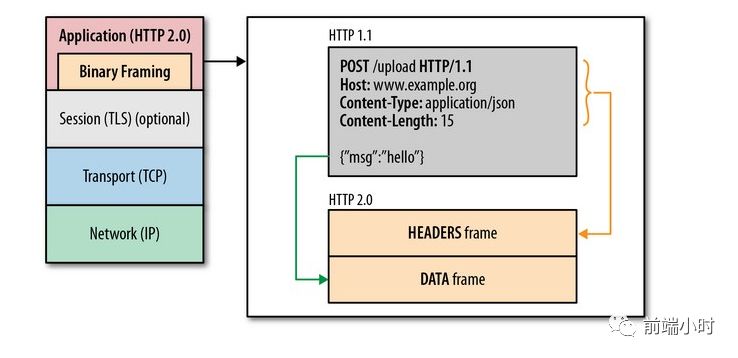 Application (HTTP 2.0)
Binary Framing
Session (TLS) (optional)
Transport (TCP)
Network (IP)
HTTP 1.1
POST /upload HTTP/1.1
Host: www.example.org
Content-Type: application/json
Content-Length: 15
{"msg":"hello"}
HTTP 2.0
HEADERS frame
DATA frame
前端小时